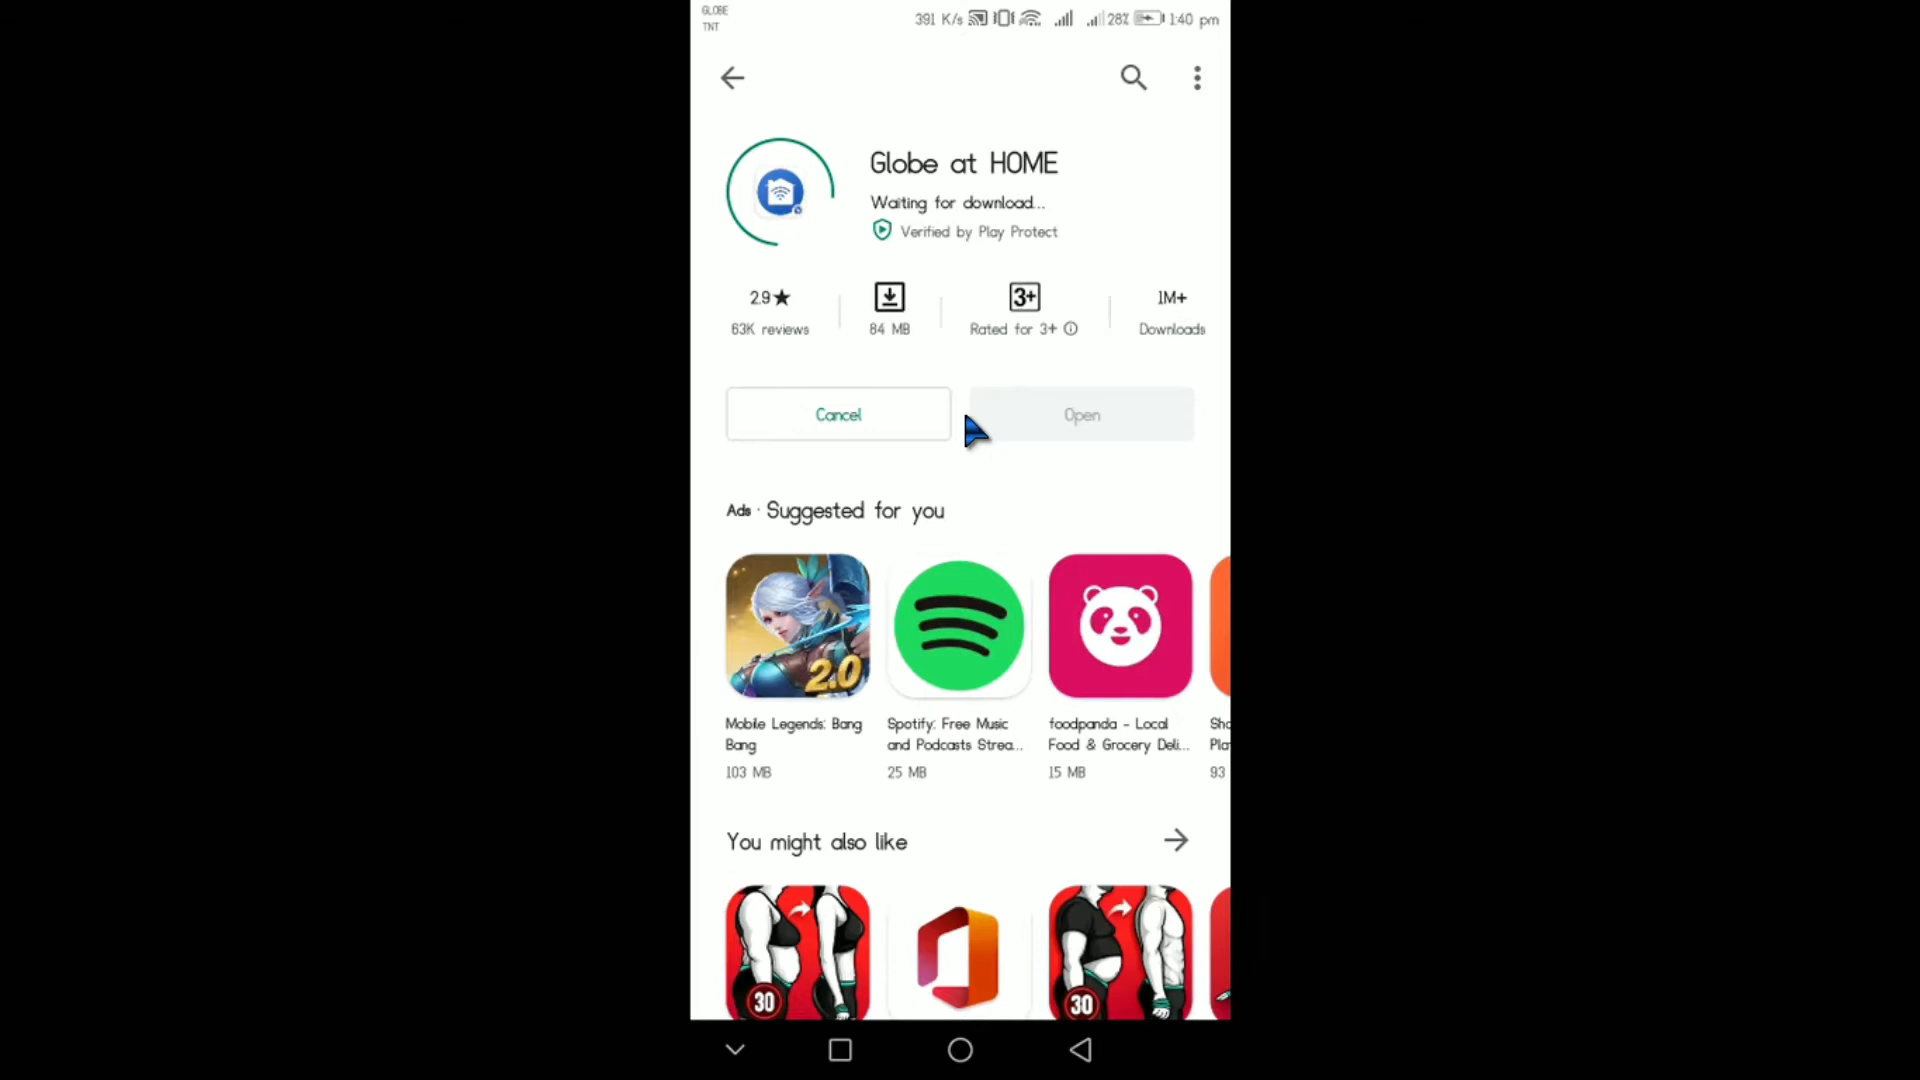 GLOBE
TNT
391 K/s 28% 1:40 pm
Globe at HOME
Waiting for download...
Verified by Play Protect
2.9★ 3+ 1M+
63K reviews 84 MB Rated for 3+ Downloads
Cancel Open
Ads · Suggested for you
2.0
Mobile Legends: Bang Bang
Spotify: Free Music and Podcasts Strea...
foodpanda - Local Food & Grocery Deli...
Sho
Pla
103 MB 25 MB 15 MB 93
You might also like
30 30